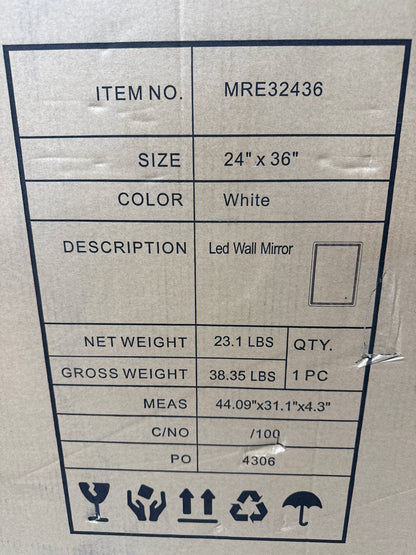 ITEM NO. MRE32436
SIZE 24" x 36"
COLOR White
DESCRIPTION Led Wall Mirror
NET WEIGHT 23.1 LBS QTY.
GROSS WEIGHT 38.35 LBS 1 PC
MEAS 44.09"x31.1"x4.3"
C/NO /100
PO 4306